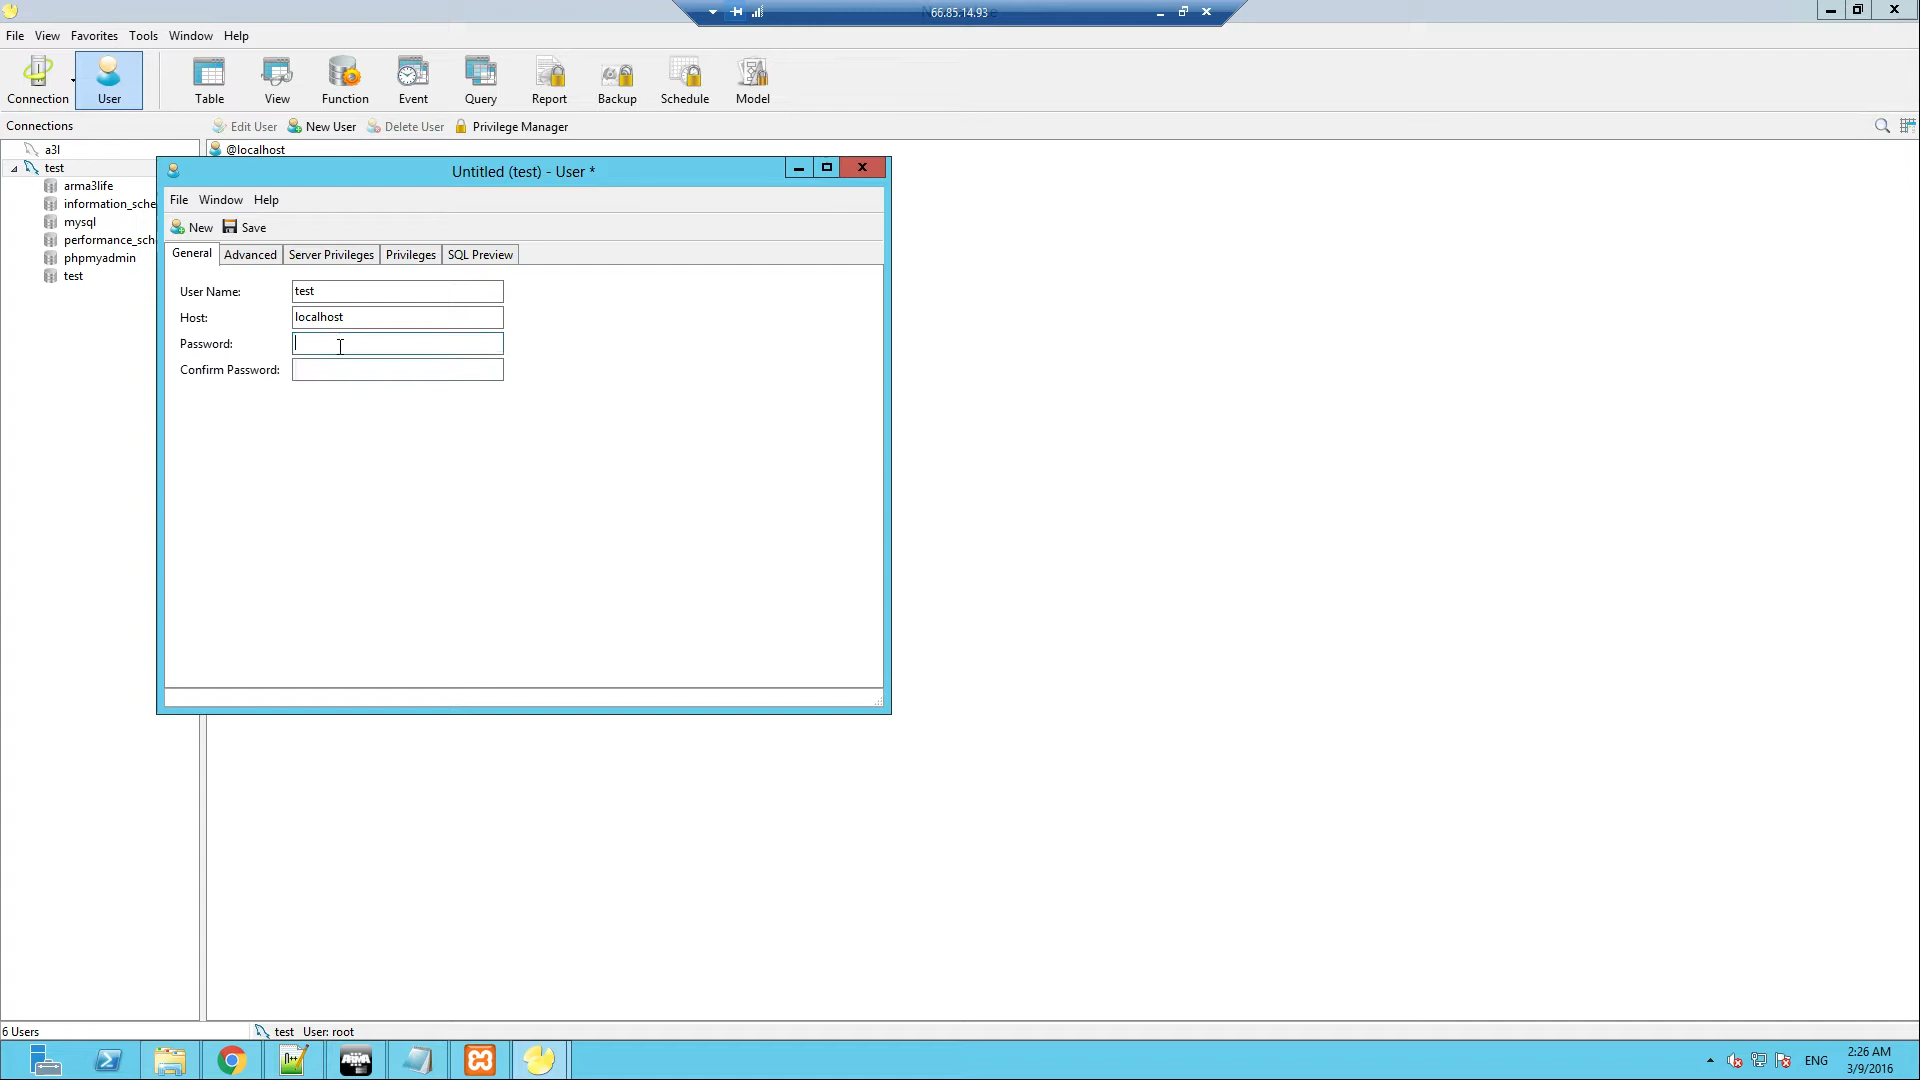 66.85.14.93
File View Favorites Tools Window Help
Connection User Table View Function Event Query Report Backup Schedule Model
Connections Edit User New User Delete User Privilege Manager
a3l
@localhost
test
arma3life
information_sche
mysql
performance_sch
phpmyadmin
test
Untitled (test) - User *
File Window Help
New Save
General Advanced Server Privileges Privileges SQL Preview
User Name: test
Host: localhost
Password:
Confirm Password:
6 Users test User: root
ARMA
ENG 2:26 AM
3/9/2016